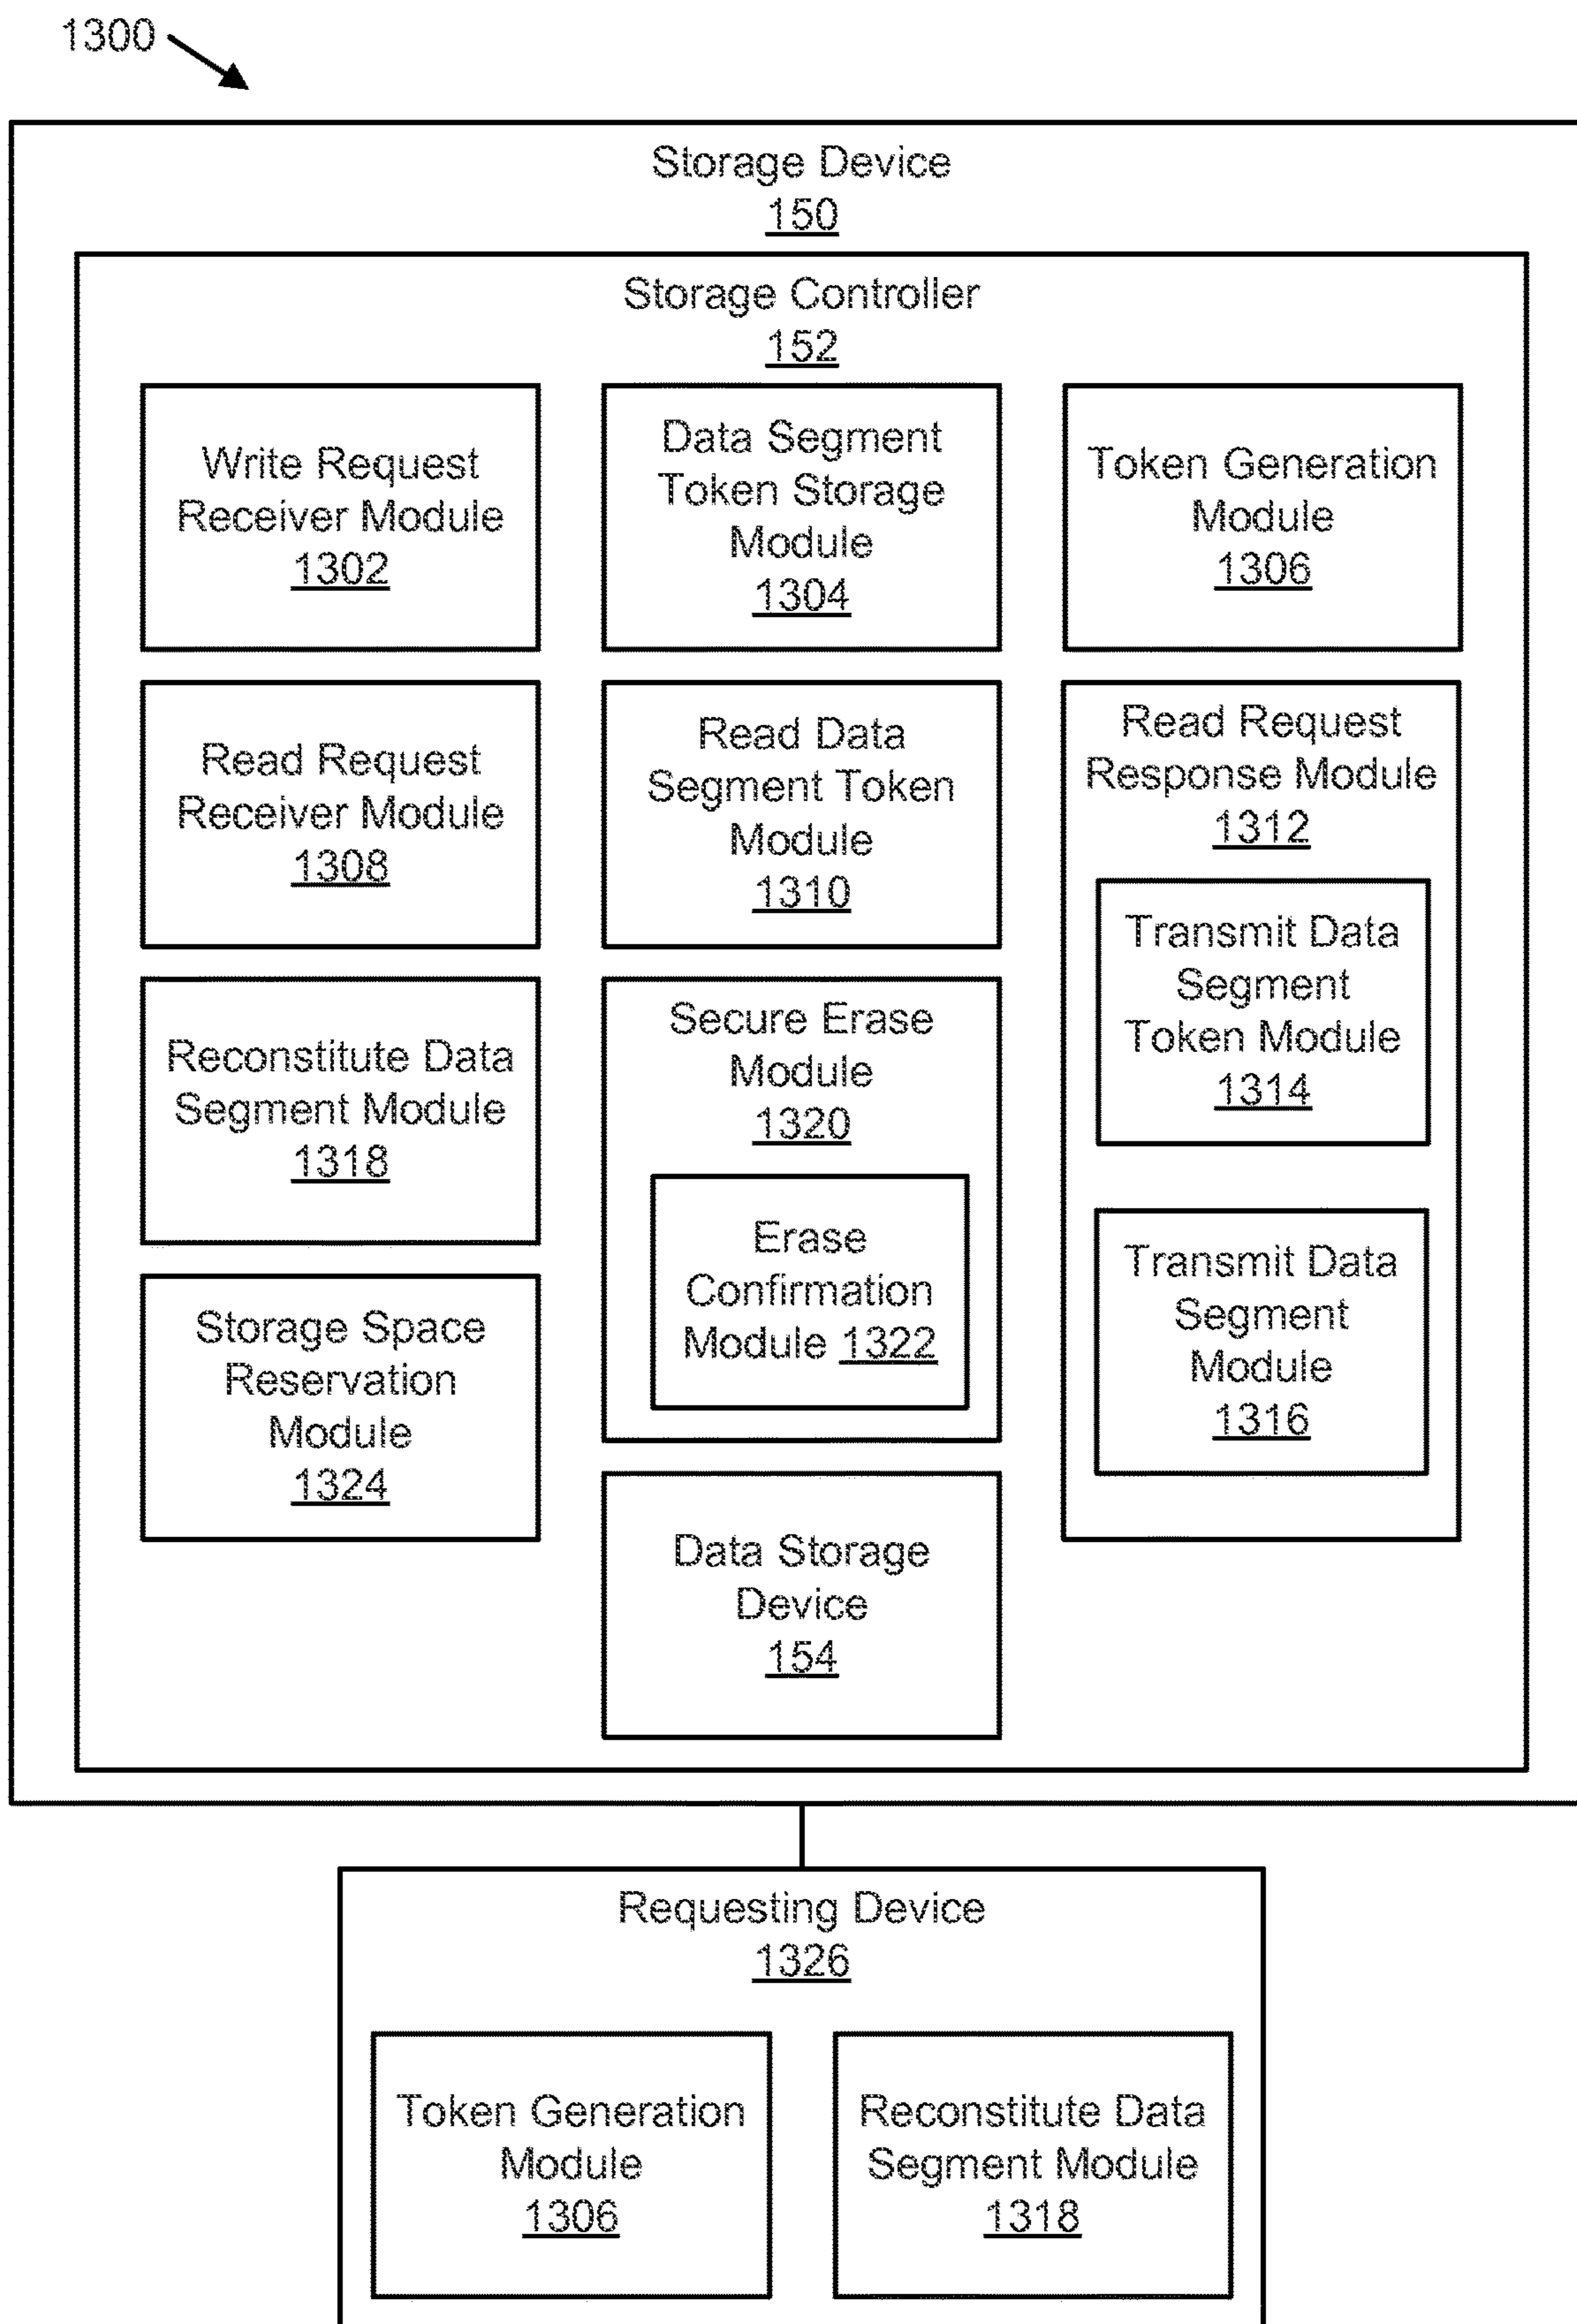 1300
Storage Device
150
Storage Controller
152
Write Request
Receiver Module
1302
Data Segment
Token Storage
Module
1304
Token Generation
Module
1306
Read Request
Receiver Module
1308
Read Data
Segment Token
Module
1310
Read Request
Response Module
1312
Transmit Data
Segment
Token Module
1314
Transmit Data
Segment
Module
1316
Reconstitute Data
Segment Module
1318
Secure Erase
Module
1320
Erase
Confirmation
Module 1322
Storage Space
Reservation
Module
1324
Data Storage
Device
154
Requesting Device
1326
Token Generation
Module
1306
Reconstitute Data
Segment Module
1318